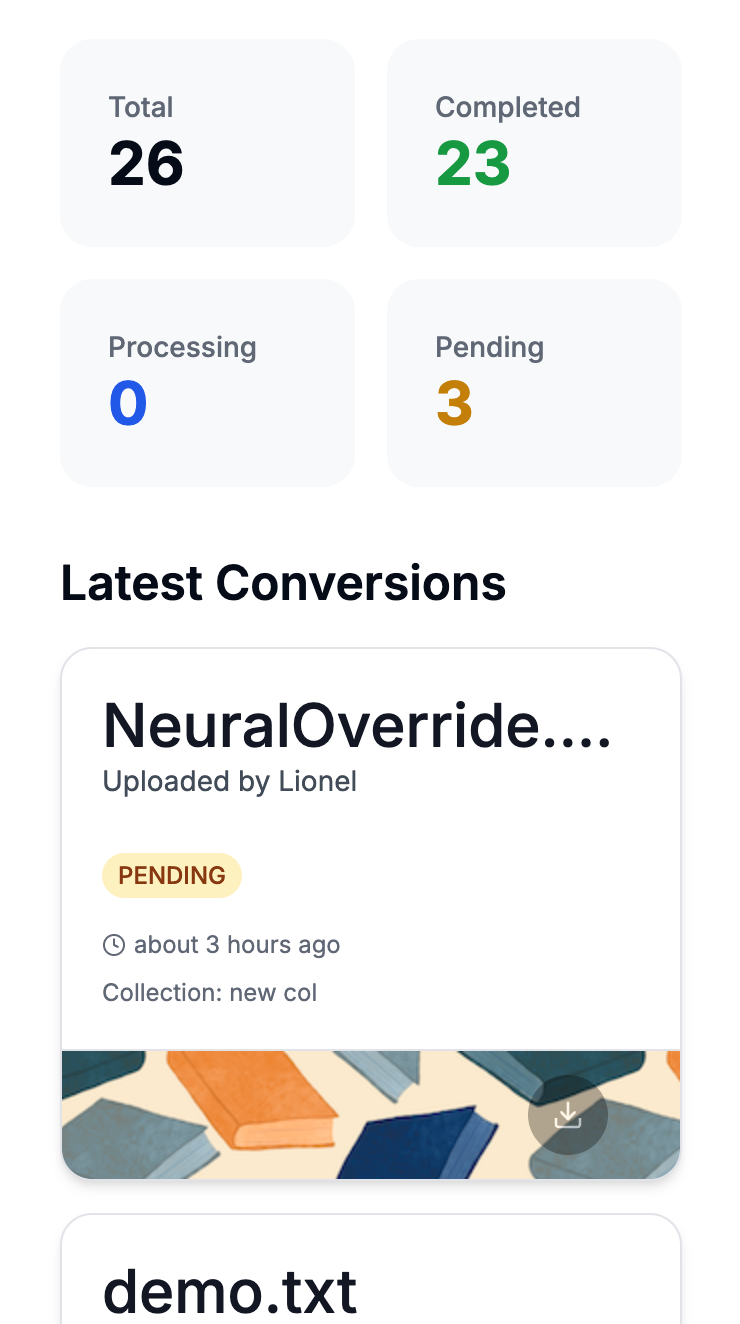 Total
26
Completed
23
Processing
0
Pending
3
Latest Conversions
NeuralOverride....
Uploaded by Lionel
PENDING
about 3 hours ago
Collection: new col
demo.txt